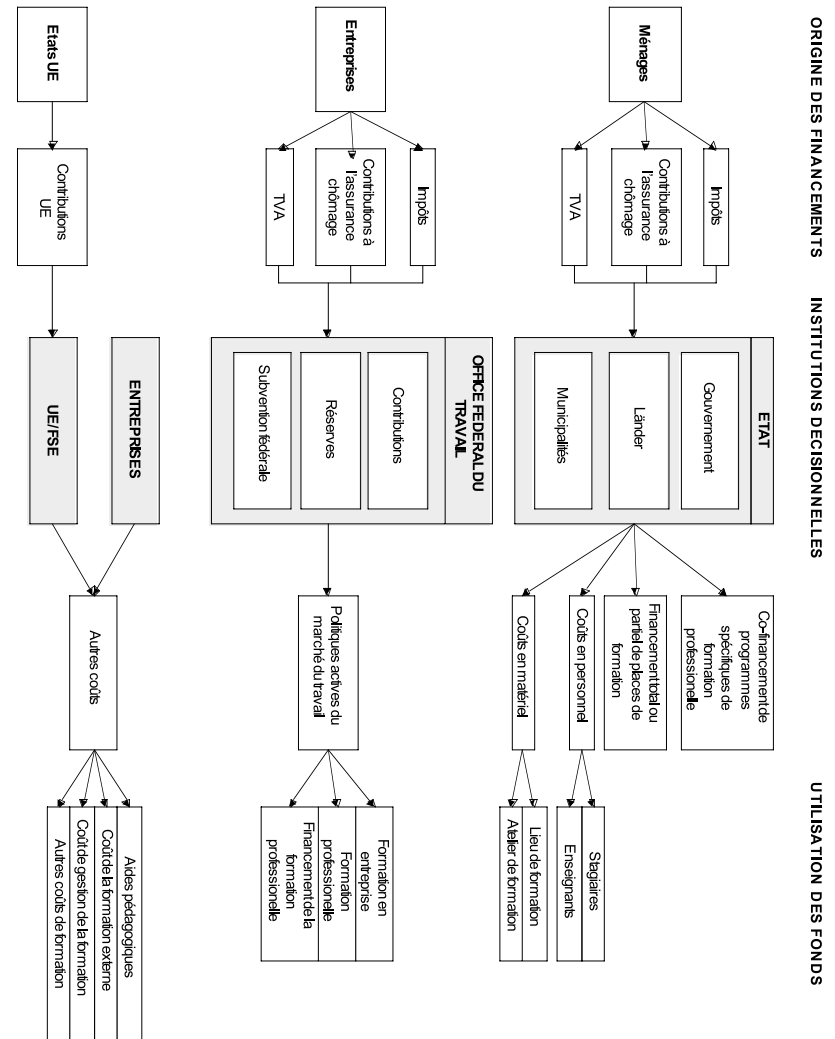 ORIGINE DES FINANCEMENTS
INSTITUTIONS DECISIONNELLES
UTILISATION DES FONDS
Ménages
Impôts
Contributions à
l'assurance
chômage
TVA
ETAT
Gouvernement
Länder
Municipalités
Co-financement de
programmes
spécifiques de
formation
professionelle
Financement total ou
partiel de places de
formation
Coûts en personnel
Coûts en matériel
Stagiaires
Enseignants
Lieu de formation
Atelier de formation
Entreprises
Impôts
Contributions à
l'assurance
chômage
TVA
OFFICE FEDERAL DU
TRAVAIL
Contributions
Réserves
Subvention fédérale
Politiques actives du
marché du travail
Formation en
entreprise
Formation
professionelle
Financement de la
formation
professionelle
Etats UE
Contributions
UE
ENTREPRISES
UE/FSE
Autres coûts
Aides pédagogiques
Coût de la formation externe
Coût de gestion de la formation
Autres coûts de formation